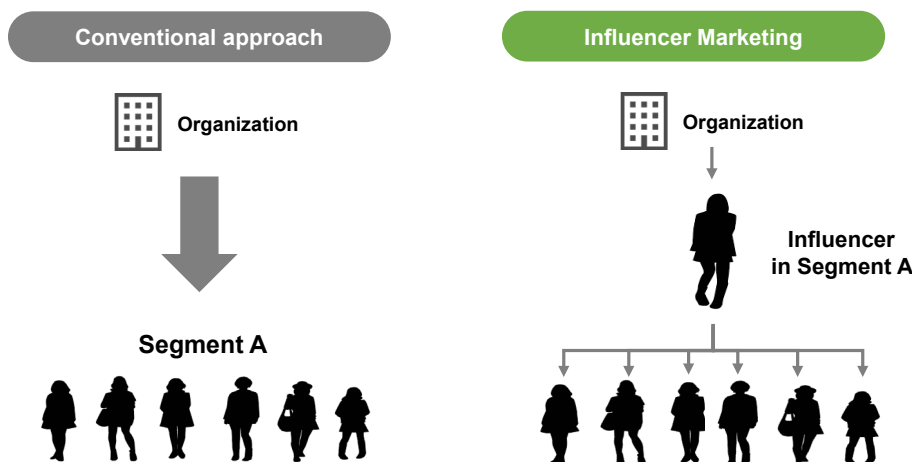 Conventional approach
Organization
Segment A
Influencer Marketing
Organization
Influencer
in Segment A